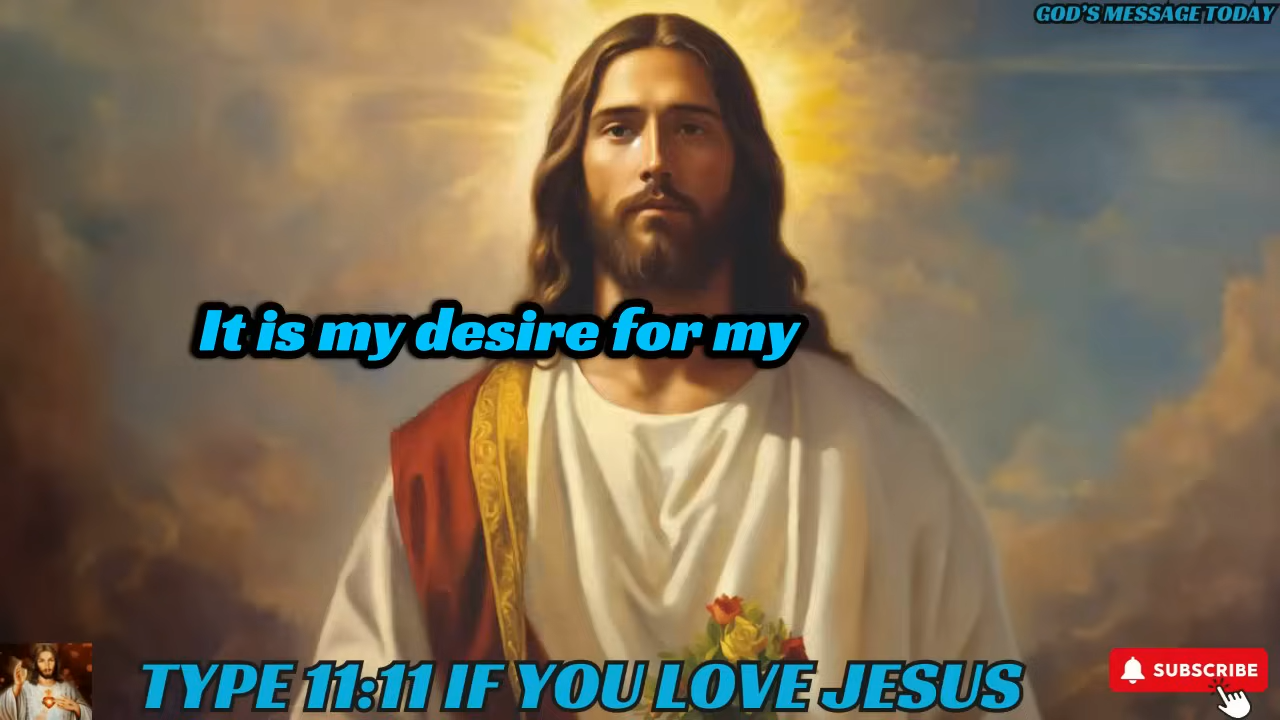 GOD'S MESSAGE TODAY
It is my desire for my
TYPE 11:11 IF YOU LOVE JESUS
SUBSCRIBE